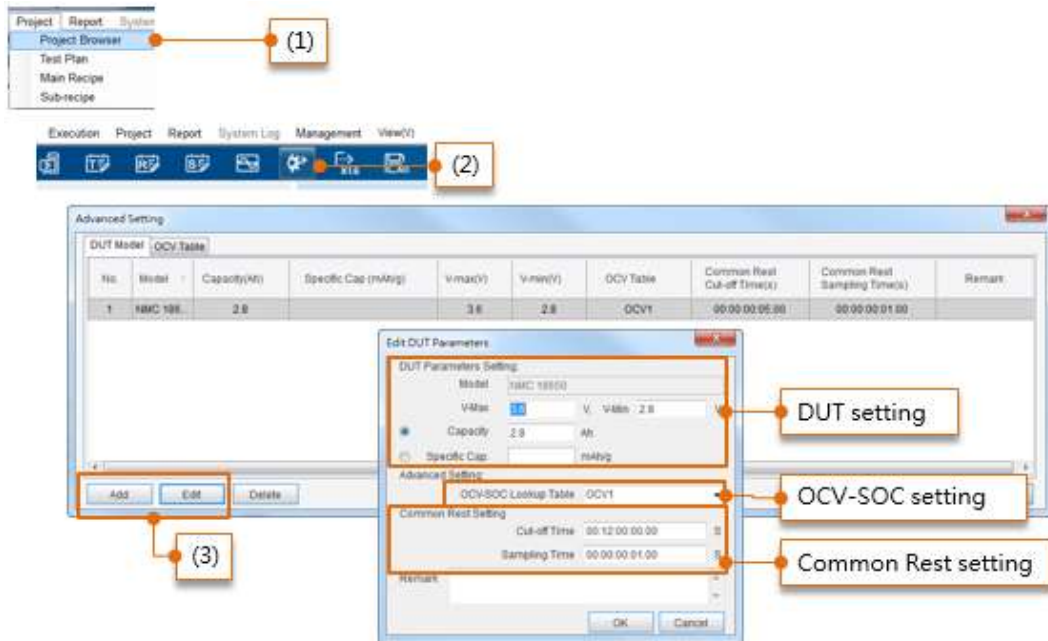 Project Report System
Project Browser
Test Plan
Main Recipe
Sub-recipe
(1)
Execution Project Report System Log Management View(V)
(2)
Advanced Setting
DUT Model OCV Table
No. Model Capacity(Ah) Specific Cap (mAh/g) V-max(V) V-min(V) OCV Table Common Rest Cut-off Time(s) Common Rest Sampling Time(s) Remark
1 NMC 186.. 2.8 3.6 2.8 OCV1 00:00:00:05.00 00:00:00:01.00
Edit DUT Parameters
DUT Parameters Setting
Model NMC 18650
V-Max 3.6 V, V-Min 2.8 V
Capacity 2.8 Ah
Specific Cap. mAh/g
DUT setting
Advanced Setting
OCV-SOC Lookup Table OCV1
OCV-SOC setting
Common Rest Setting
Cut-off Time 00:12:00:00.00 S
Sampling Time 00:00:00:01.00 S
Common Rest setting
Remark
OK Cancel
Add Edit Delete
(3)